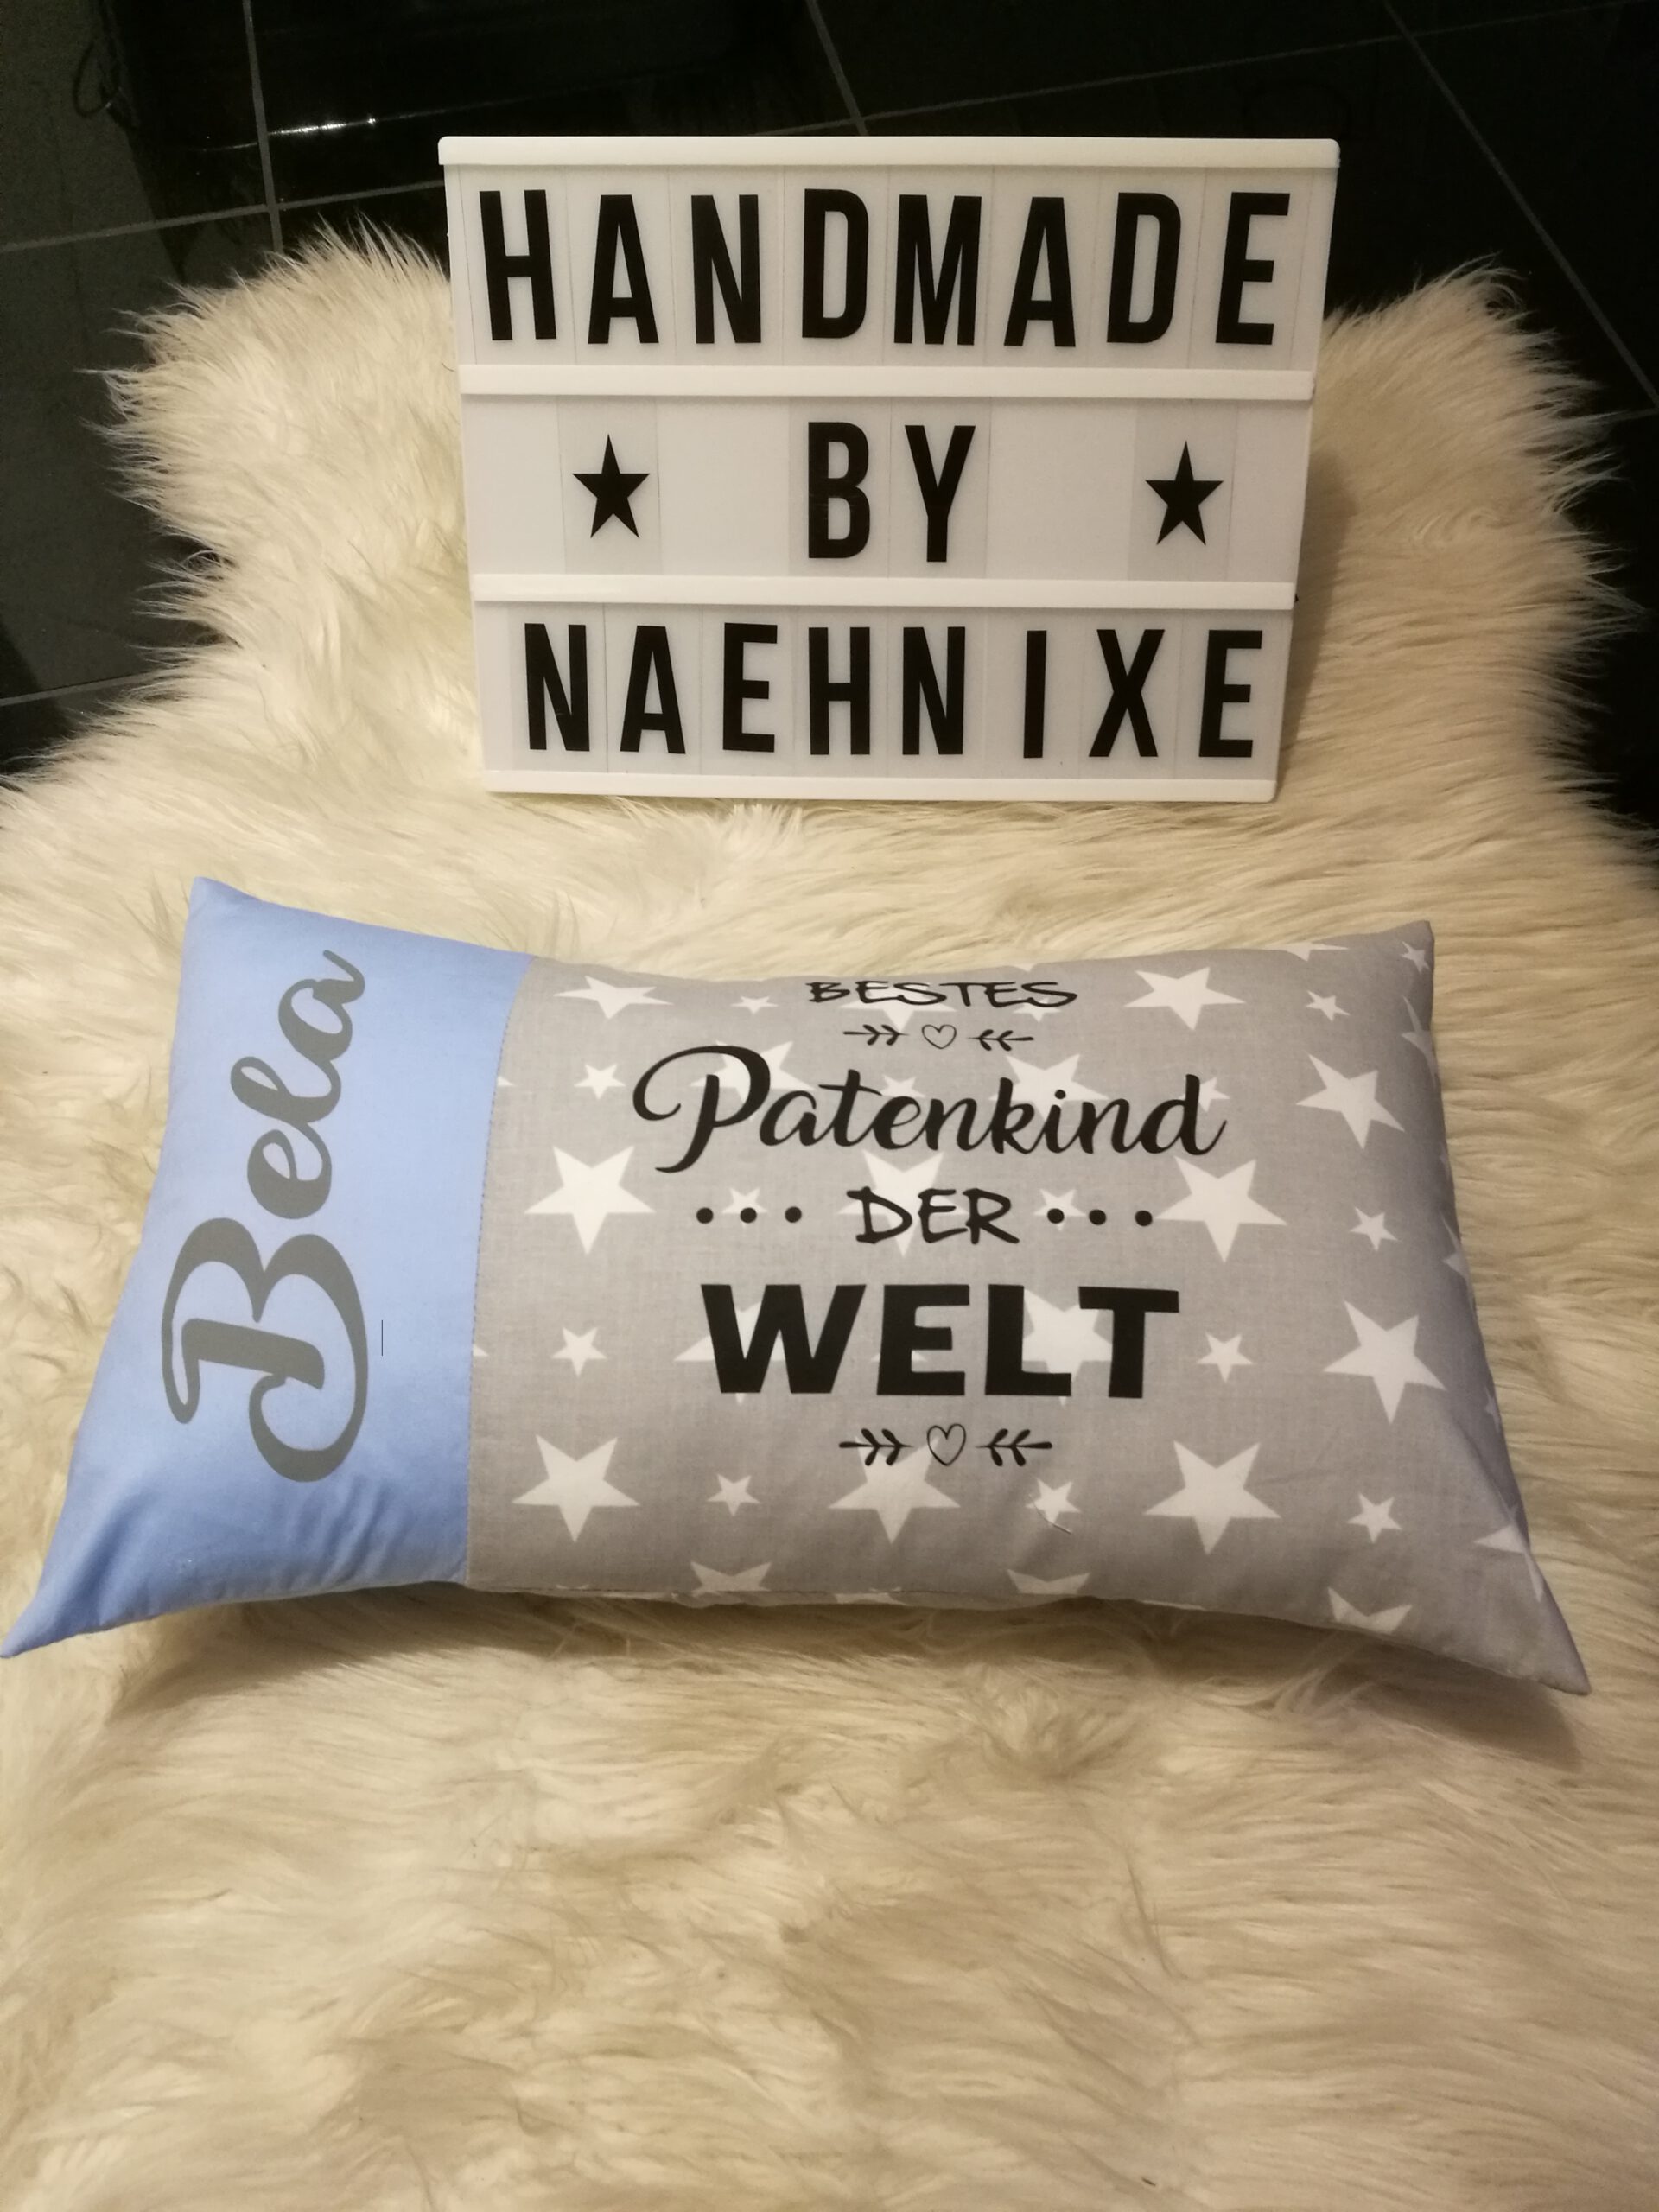 HANDMADE
★ BY ★
NAEHNIXE
Bela
BESTES
Patenkind
... DER ...
WELT